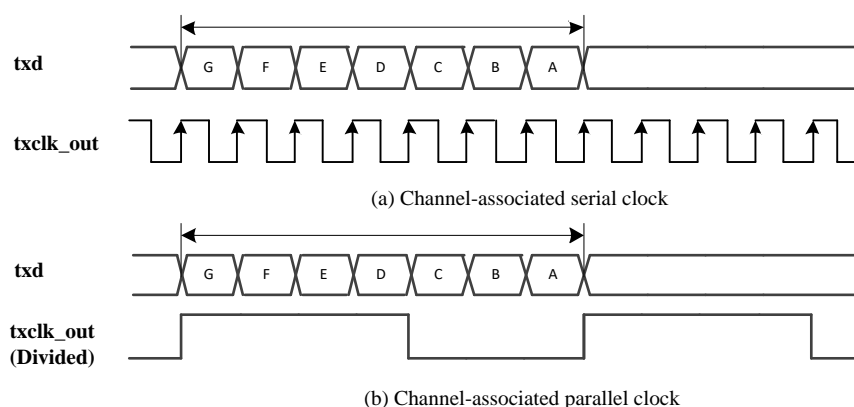 txd
G F E D C B A
txclk_out
(a) Channel-associated serial clock
txd
G F E D C B A
txclk_out
(Divided)
(b) Channel-associated parallel clock